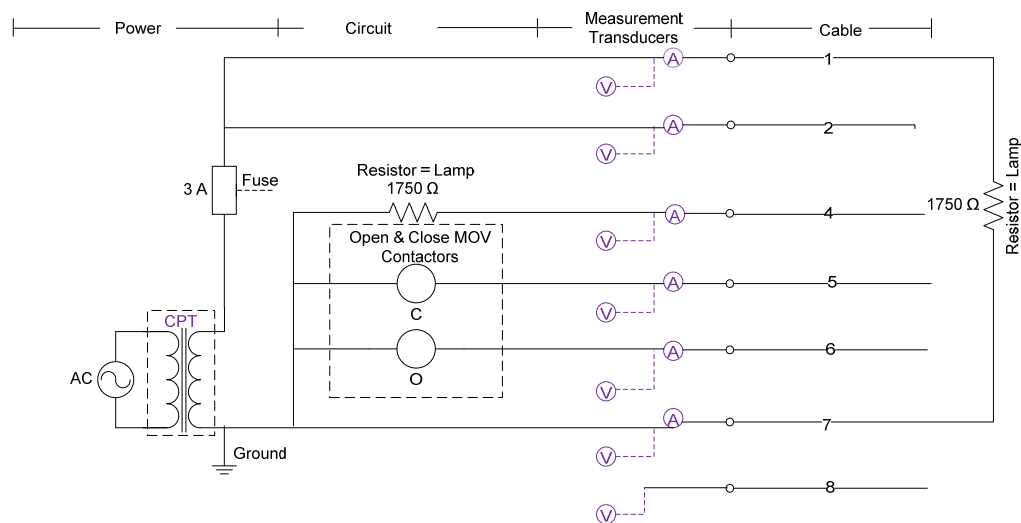 Power
Circuit
Measurement
Transducers
Cable
A
1
V
A
2
V
3 A
Fuse
Resistor = Lamp
1750 Ω
A
4
V
1750 Ω
Resistor = Lamp
Open & Close MOV
Contactors
C
A
5
V
O
A
6
V
CPT
AC
A
7
V
Ground
8
V